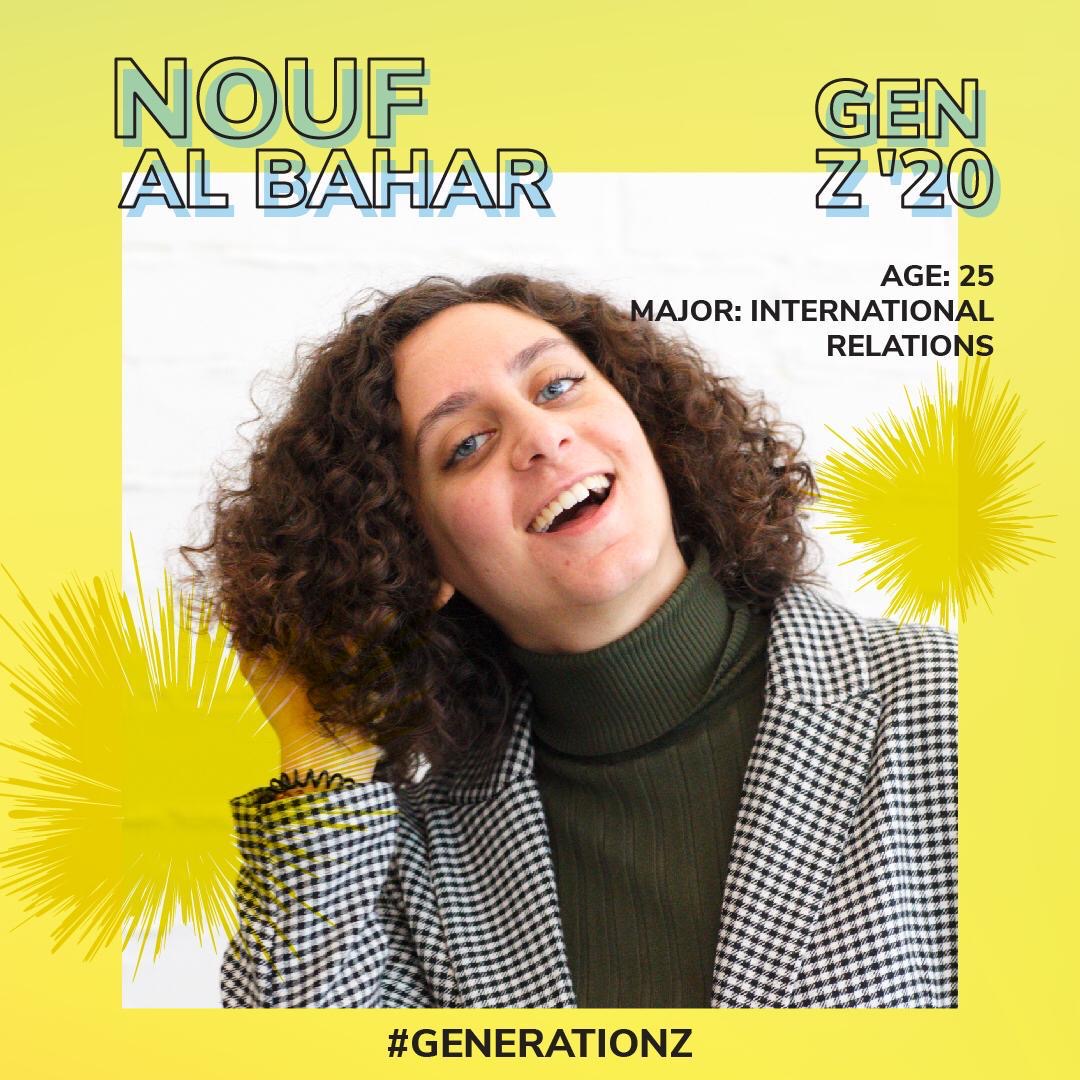 NOUF
AL BAHAR
GEN
Z '20
AGE: 25
MAJOR: INTERNATIONAL
RELATIONS
#GENERATIONZ